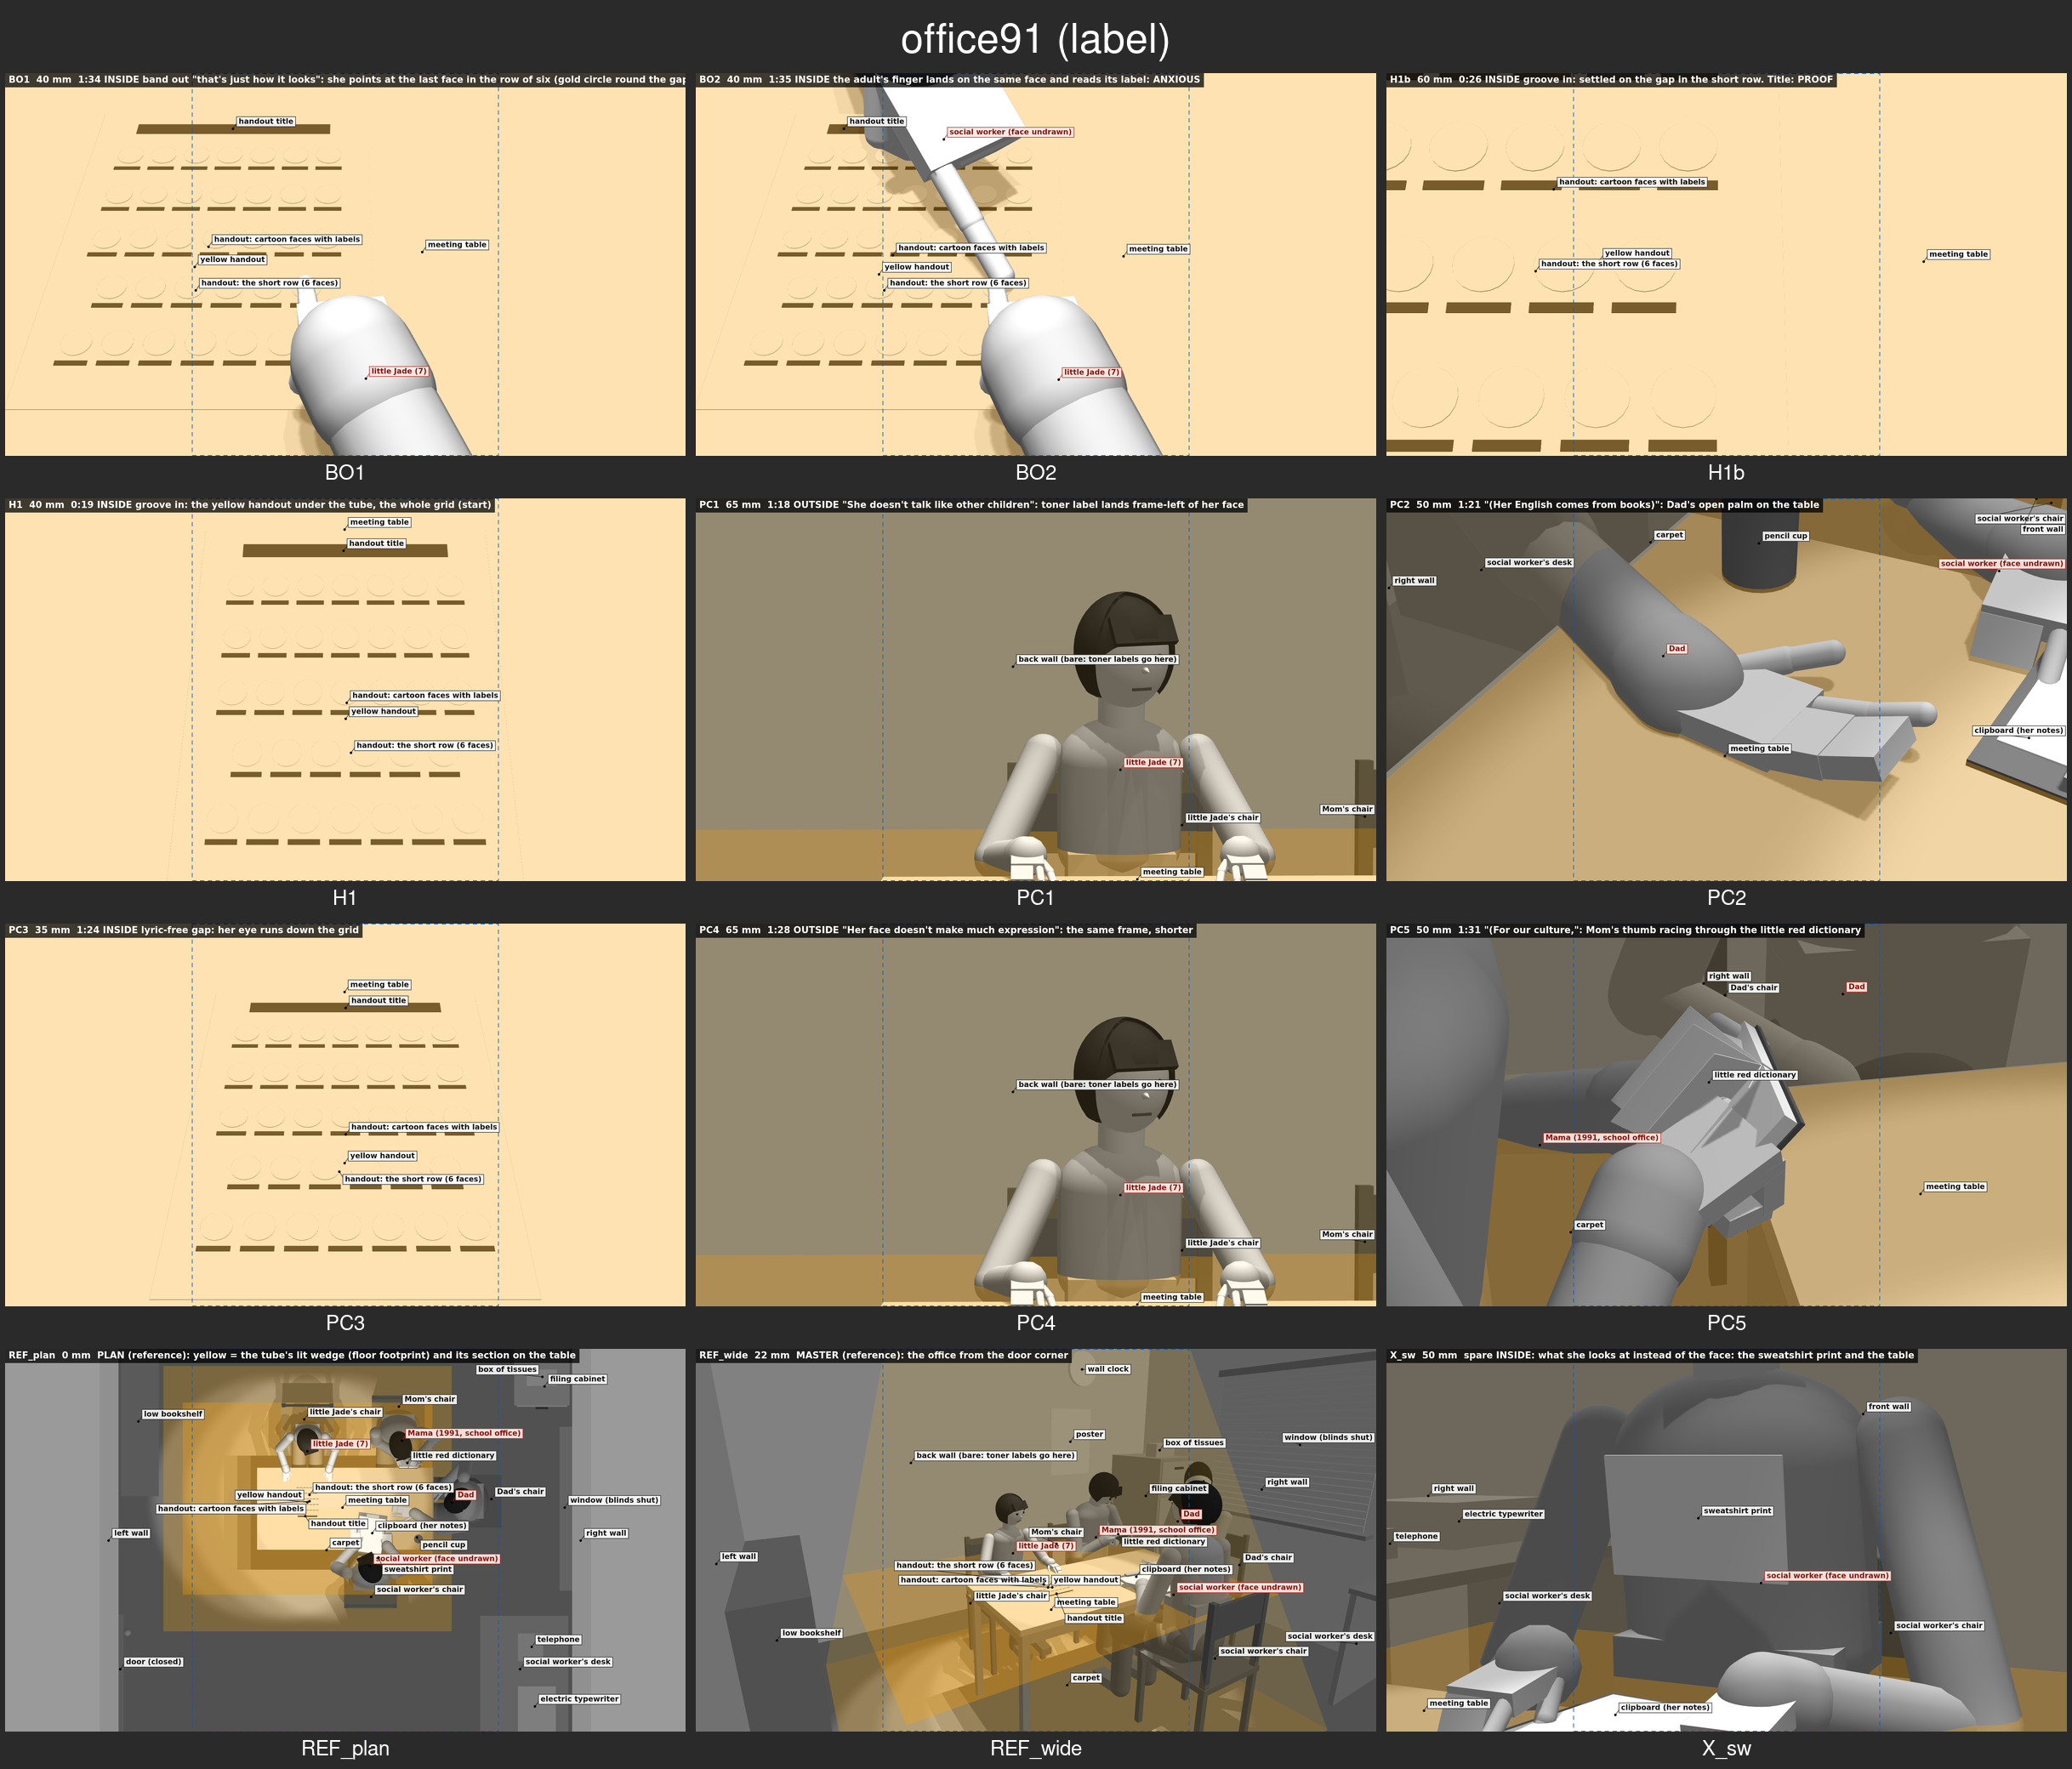 office91 (label)
BO1 40 mm 1:34 INSIDE band out "that's just how it looks": she points at the last face in the row of six (gold circle round the gap
handout title
handout: cartoon faces with labels
meeting table
yellow handout
handout: the short row (6 faces)
little Jade (7)
BO1
BO2 40 mm 1:35 INSIDE the adult's finger lands on the same face and reads its label: ANXIOUS
handout title
social worker (face undrawn)
handout: cartoon faces with labels
meeting table
yellow handout
handout: the short row (6 faces)
little Jade (7)
BO2
H1b 60 mm 0:26 INSIDE groove in: settled on the gap in the short row. Title: PROOF
handout: cartoon faces with labels
yellow handout
meeting table
handout: the short row (6 faces)
H1b
H1 40 mm 0:19 INSIDE groove in: the yellow handout under the tube, the whole grid (start)
meeting table
handout title
handout: cartoon faces with labels
yellow handout
handout: the short row (6 faces)
H1
PC1 65 mm 1:18 OUTSIDE "She doesn't talk like other children": toner label lands frame-left of her face
back wall (bare: toner labels go here)
little Jade (7)
Mom's chair
little Jade's chair
meeting table
PC1
PC2 50 mm 1:21 "(Her English comes from books)": Dad's open palm on the table
social worker's chair
front wall
carpet
pencil cup
social worker's desk
social worker (face undrawn)
right wall
Dad
clipboard (her notes)
meeting table
PC2
PC3 35 mm 1:24 INSIDE lyric-free gap: her eye runs down the grid
meeting table
handout title
handout: cartoon faces with labels
yellow handout
handout: the short row (6 faces)
PC3
PC4 65 mm 1:28 OUTSIDE "Her face doesn't make much expression": the same frame, shorter
back wall (bare: toner labels go here)
little Jade (7)
Mom's chair
little Jade's chair
meeting table
PC4
PC5 50 mm 1:31 "(For our culture,": Mom's thumb racing through the little red dictionary
right wall
Dad's chair
Dad
little red dictionary
Mama (1991, school office)
meeting table
carpet
PC5
REF_plan 0 mm PLAN (reference): yellow = the tube's lit wedge (floor footprint) and its section on the table
box of tissues
filing cabinet
Mom's chair
low bookshelf
little Jade's chair
Mama (1991, school office)
little Jade (7)
little red dictionary
handout: the short row (6 faces)
Dad's chair
yellow handout
Dad
meeting table
window (blinds shut)
handout: cartoon faces with labels
handout title
clipboard (her notes)
left wall
right wall
carpet
pencil cup
social worker (face undrawn)
sweatshirt print
social worker's chair
telephone
door (closed)
social worker's desk
electric typewriter
REF_plan
REF_wide 22 mm MASTER (reference): the office from the door corner
wall clock
poster
window (blinds shut)
box of tissues
back wall (bare: toner labels go here)
right wall
filing cabinet
Dad
Mama (1991, school office)
Mom's chair
little red dictionary
little Jade (7)
left wall
Dad's chair
handout: the short row (6 faces)
clipboard (her notes)
handout: cartoon faces with labels
yellow handout
social worker (face undrawn)
little Jade's chair
meeting table
handout title
low bookshelf
social worker's desk
social worker's chair
carpet
REF_wide
X_sw 50 mm spare INSIDE: what she looks at instead of the face: the sweatshirt print and the table
front wall
right wall
sweatshirt print
electric typewriter
telephone
social worker (face undrawn)
social worker's desk
social worker's chair
meeting table
clipboard (her notes)
X_sw